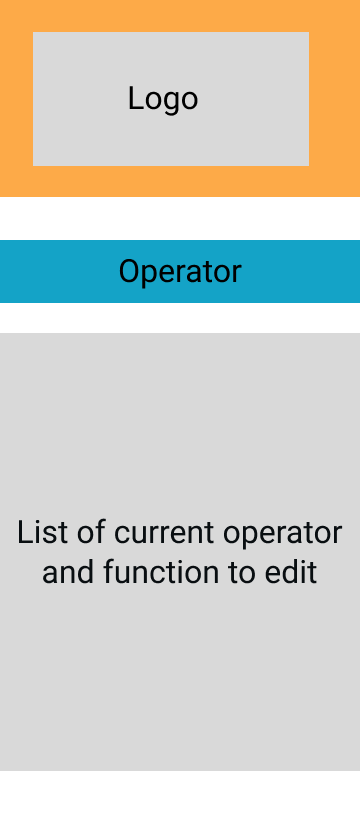 Logo
Operator
List of current operator
and function to edit